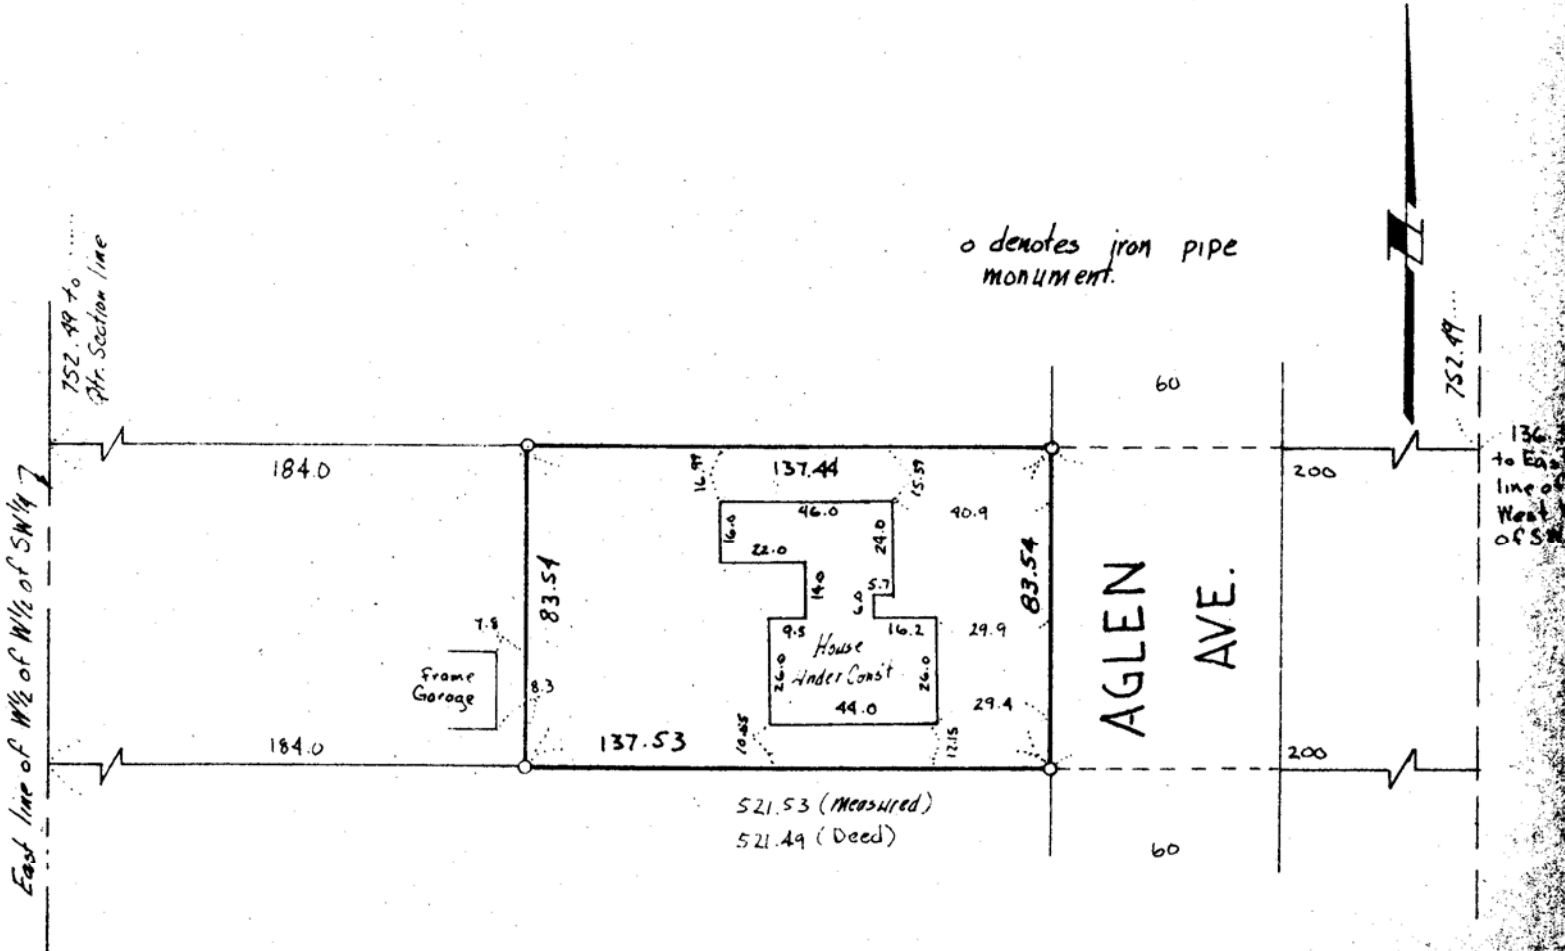 o denotes iron pipe
monument.
752.49 to
Qtr. Section line
752.49
60
136
to
line of
West
of
184.0
137.44
200
16.99
15.59
46.0
40.9
16.0
24.0
22.0
14.0
5.7
6.0
83.54
83.54
AGLEN
AVE.
9.5
16.2
29.9
House
Under Const
26.0
26.0
7.8
Frame
Garage
8.3
44.0
29.4
184.0
137.53
10.85
12.15
200
521.53 (Measured)
521.49 (Deed)
60
East line of W½ of W½ of SW¼